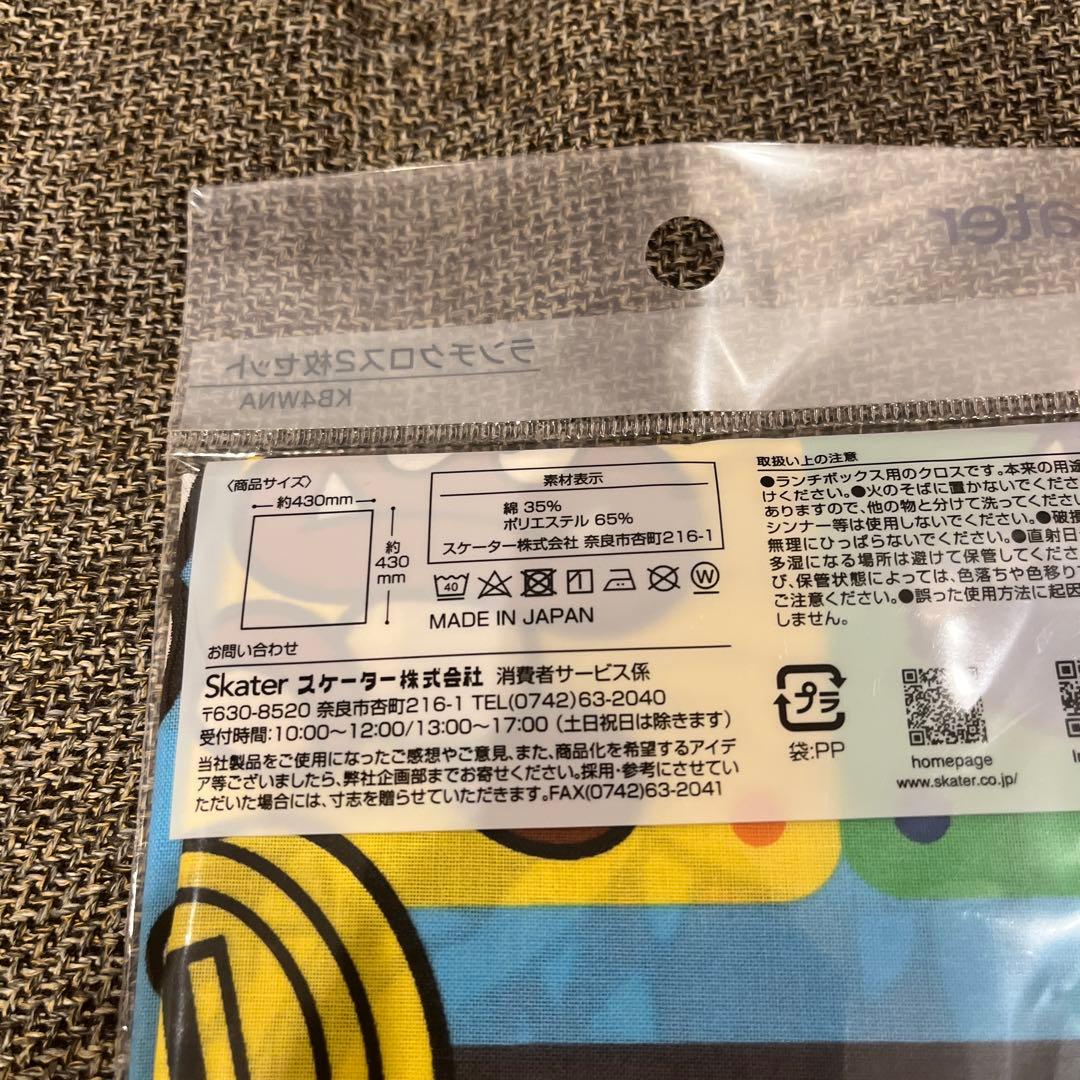 ater
ランチクロス2枚セット
KB4WNA
〈商品サイズ〉
約430mm
約
430
mm
素材表示
綿 35%
ポリエステル 65%
スケーター株式会社 奈良市杏町216-1
40
W
MADE IN JAPAN
お問い合わせ
Skater スケーター株式会社 消費者サービス係
〒630-8520 奈良市杏町216-1 TEL(0742)63-2040
受付時間:10:00〜12:00/13:00〜17:00（土日祝日は除きます）
当社製品をご使用になったご感想やご意見、また、商品化を希望するアイデ
ア等ございましたら、弊社企画部までお寄せください。採用・参考にさせてい
ただいた場合には、寸志を贈らせていただきます。FAX(0742)63-2041
取扱い上の注意
●ランチボックス用のクロスです。本来の用途
けください。●火のそばに置かないでください
ありますので、他の物と分けて洗ってください
シンナー等は使用しないでください。●破損
無理にひっぱらないでください。●直射日
多湿になる場所は避けて保管してくださ
び、保管状態によっては、色落ちや色移り
ご注意ください。●誤った使用方法に起因
しません。
プラ
袋:PP
homepage
www.skater.co.jp/